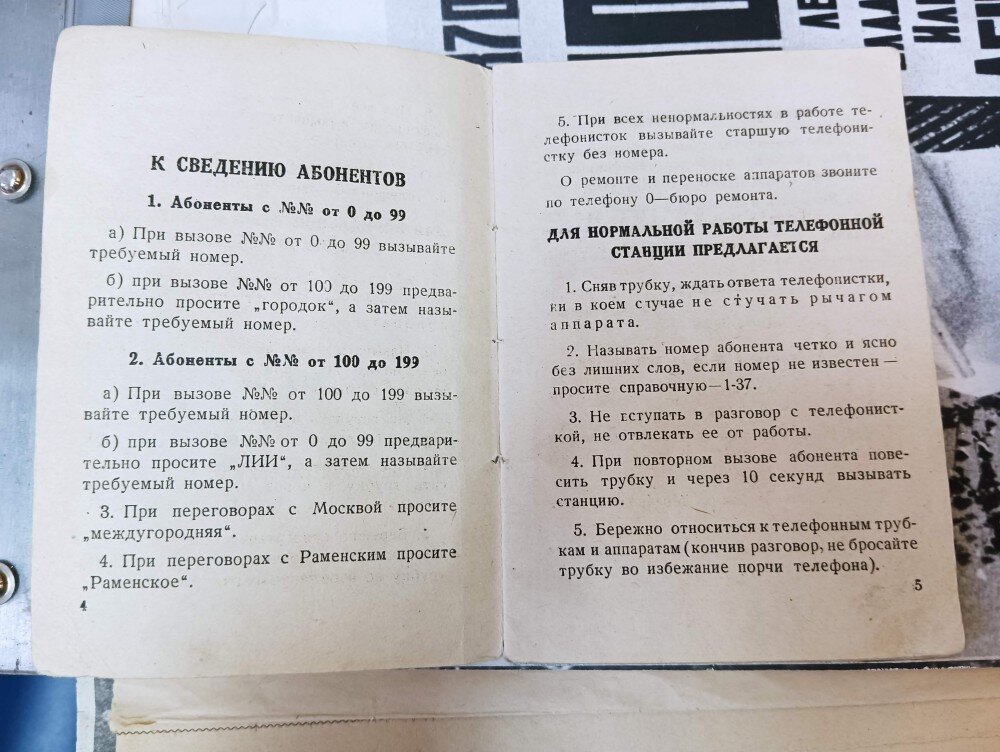 К СВЕДЕНИЮ АБОНЕНТОВ
1. Абоненты с №№ от 0 до 99
а) При вызове №№ от 0 до 99 вызывайте
требуемый номер.
б) при вызове №№ от 100 до 199 предва-
рительно просите „городок“, а затем назы-
вайте требуемый номер.
2. Абоненты с №№ от 100 до 199
а) При вызове №№ от 100 до 199 вызы-
вайте требуемый номер.
б) при вызове №№ от 0 до 99 предвари-
тельно просите „ЛИИ“, а затем называйте
требуемый номер.
3. При переговорах с Москвой просите
„междугородняя“.
4. При переговорах с Раменским просите
„Раменское“.
4
5. При всех ненормальностях в работе те-
лефонисток вызывайте старшую телефони-
стку без номера.
О ремонте и переноске аппаратов звоните
по телефону 0—бюро ремонта.
ДЛЯ НОРМАЛЬНОЙ РАБОТЫ ТЕЛЕФОННОЙ
СТАНЦИИ ПРЕДЛАГАЕТСЯ
1. Сняв трубку, ждать ответа телефонистки,
ни в коем случае не стучать рычагом
аппарата.
2. Называть номер абонента четко и ясно
без лишних слов, если номер не известен—
просите справочную—1-37.
3. Не вступать в разговор с телефонист-
кой, не отвлекать ее от работы.
4. При повторном вызове абонента пове-
сить трубку и через 10 секунд вызывать
станцию.
5. Бережно относиться к телефонным труб-
кам и аппаратам (кончив разговор, не бросайте
трубку во избежание порчи телефона).
5